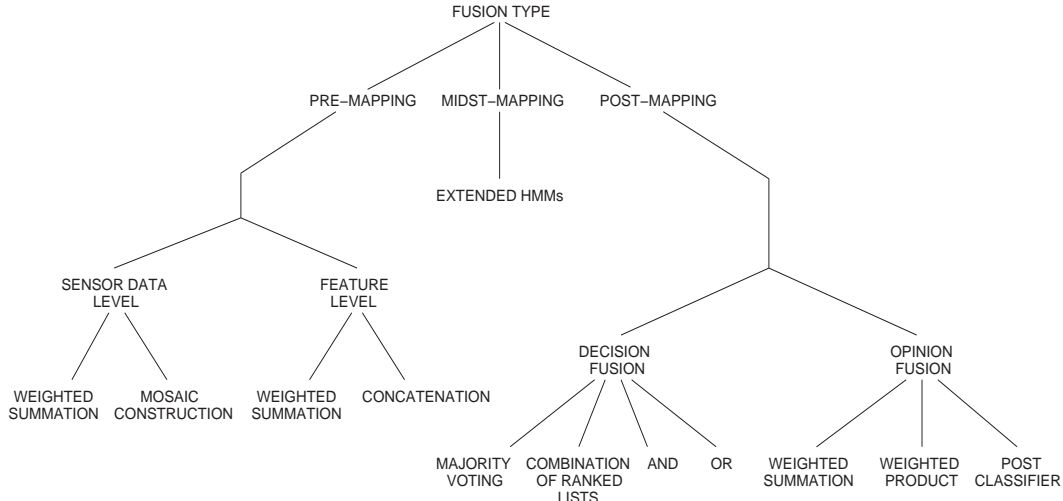 FUSION TYPE
PRE−MAPPING
MIDST−MAPPING
POST−MAPPING
EXTENDED HMMs
SENSOR DATA
LEVEL
FEATURE
LEVEL
WEIGHTED
SUMMATION
MOSAIC
CONSTRUCTION
WEIGHTED
SUMMATION
CONCATENATION
DECISION
FUSION
OPINION
FUSION
MAJORITY
VOTING
COMBINATION
OF RANKED
LISTS
AND
OR
WEIGHTED
SUMMATION
WEIGHTED
PRODUCT
POST
CLASSIFIER